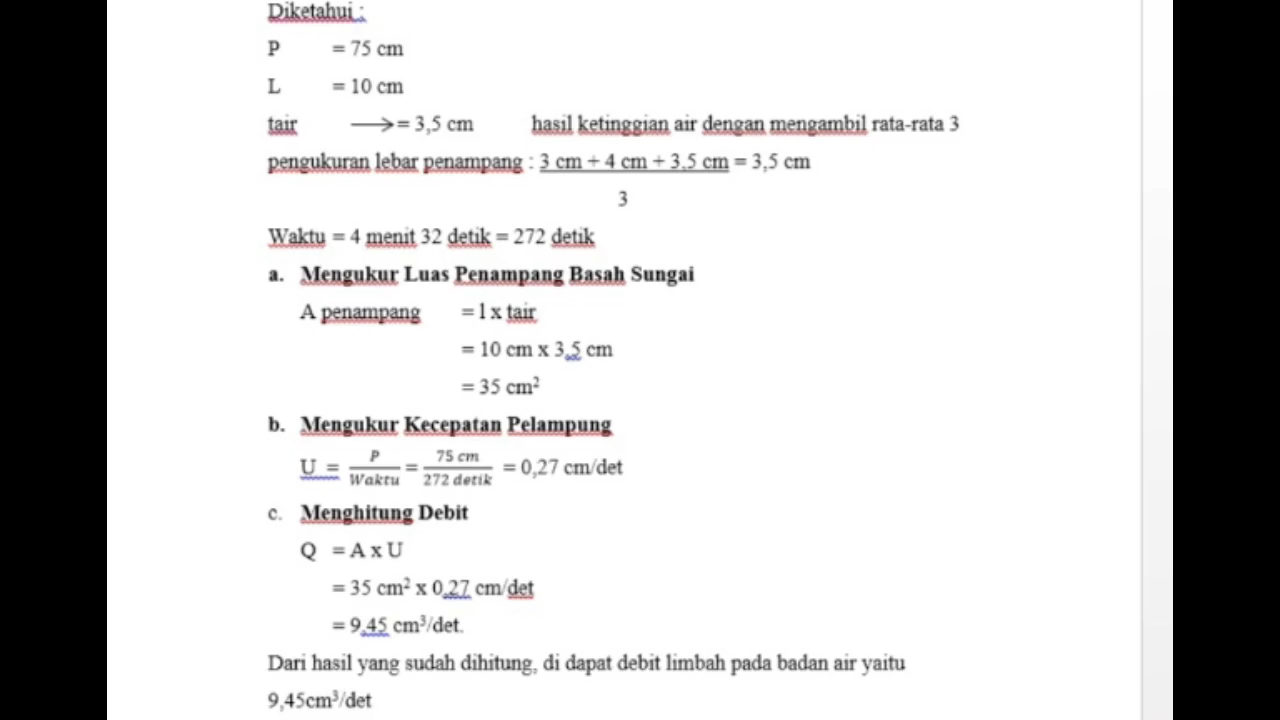 Diketahui :
P = 75 cm
L = 10 cm
tair ⟶= 3,5 cm hasil ketinggian air dengan mengambil rata-rata 3
pengukuran lebar penampang : 3 cm + 4 cm + 3,5 cm = 3,5 cm
3
Waktu = 4 menit 32 detik = 272 detik
a. Mengukur Luas Penampang Basah Sungai
A penampang = l x tair
= 10 cm x 3,5 cm
= 35 cm²
b. Mengukur Kecepatan Pelampung
U = P/Waktu = 75 cm/272 detik = 0,27 cm/det
c. Menghitung Debit
Q = A x U
= 35 cm² x 0,27 cm/det
= 9,45 cm³/det.
Dari hasil yang sudah dihitung, di dapat debit limbah pada badan air yaitu
9,45cm³/det